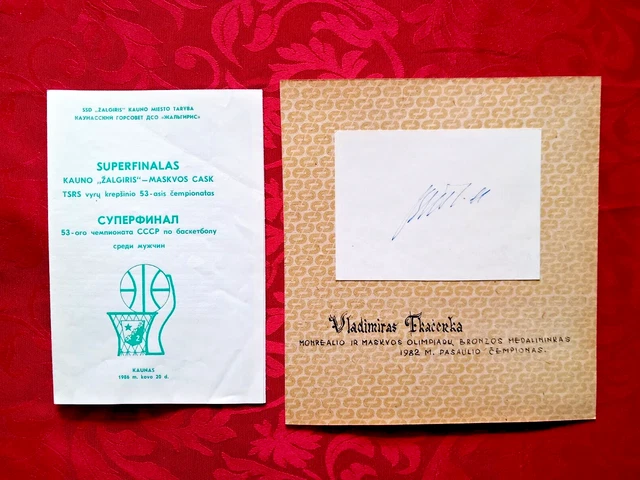 SSD „ŽALGIRIS" KAUNO MIESTO TARYBA
КАУНАССКИЙ ГОРСОВЕТ ДСО «ЖАЛЬГИРИС»
SUPERFINALAS
KAUNO „ŽALGIRIS"—MASKVOS CASK
TSRS vyrų krepšinio 53-asis čempionatas
СУПЕРФИНАЛ
53-ого чемпионата СССР по баскетболу
среди мужчин
KAUNAS
1986 m. kovo 20 d.
Vladimiras Tkačenka
MONREALIO IR MASKVOS OLIMPIADŲ BRONZOS MEDALININKAS
1982 M. PASAULIO ČEMPIONAS.